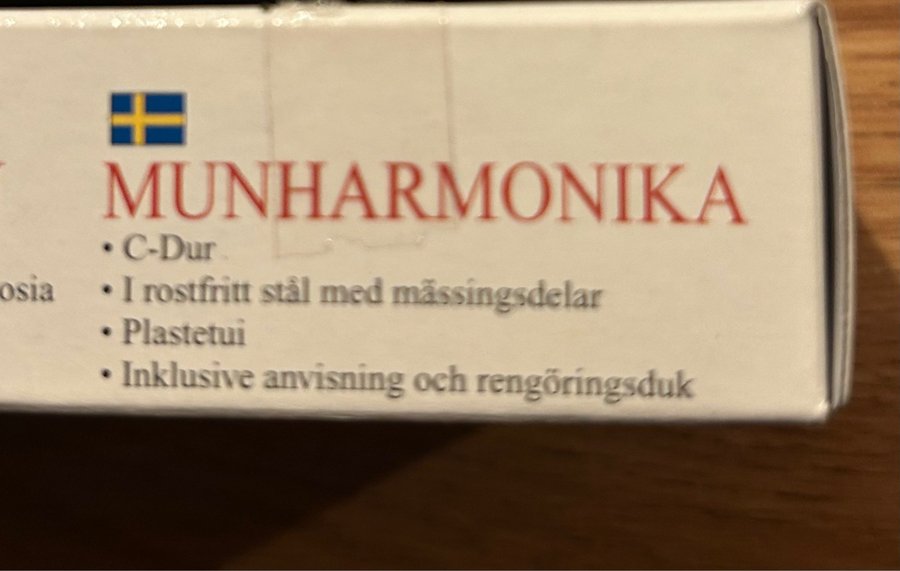 MUNHARMONIKA
• C-Dur
osia
• I rostfritt stål med mässingsdelar
• Plastetui
• Inklusive anvisning och rengöringsduk